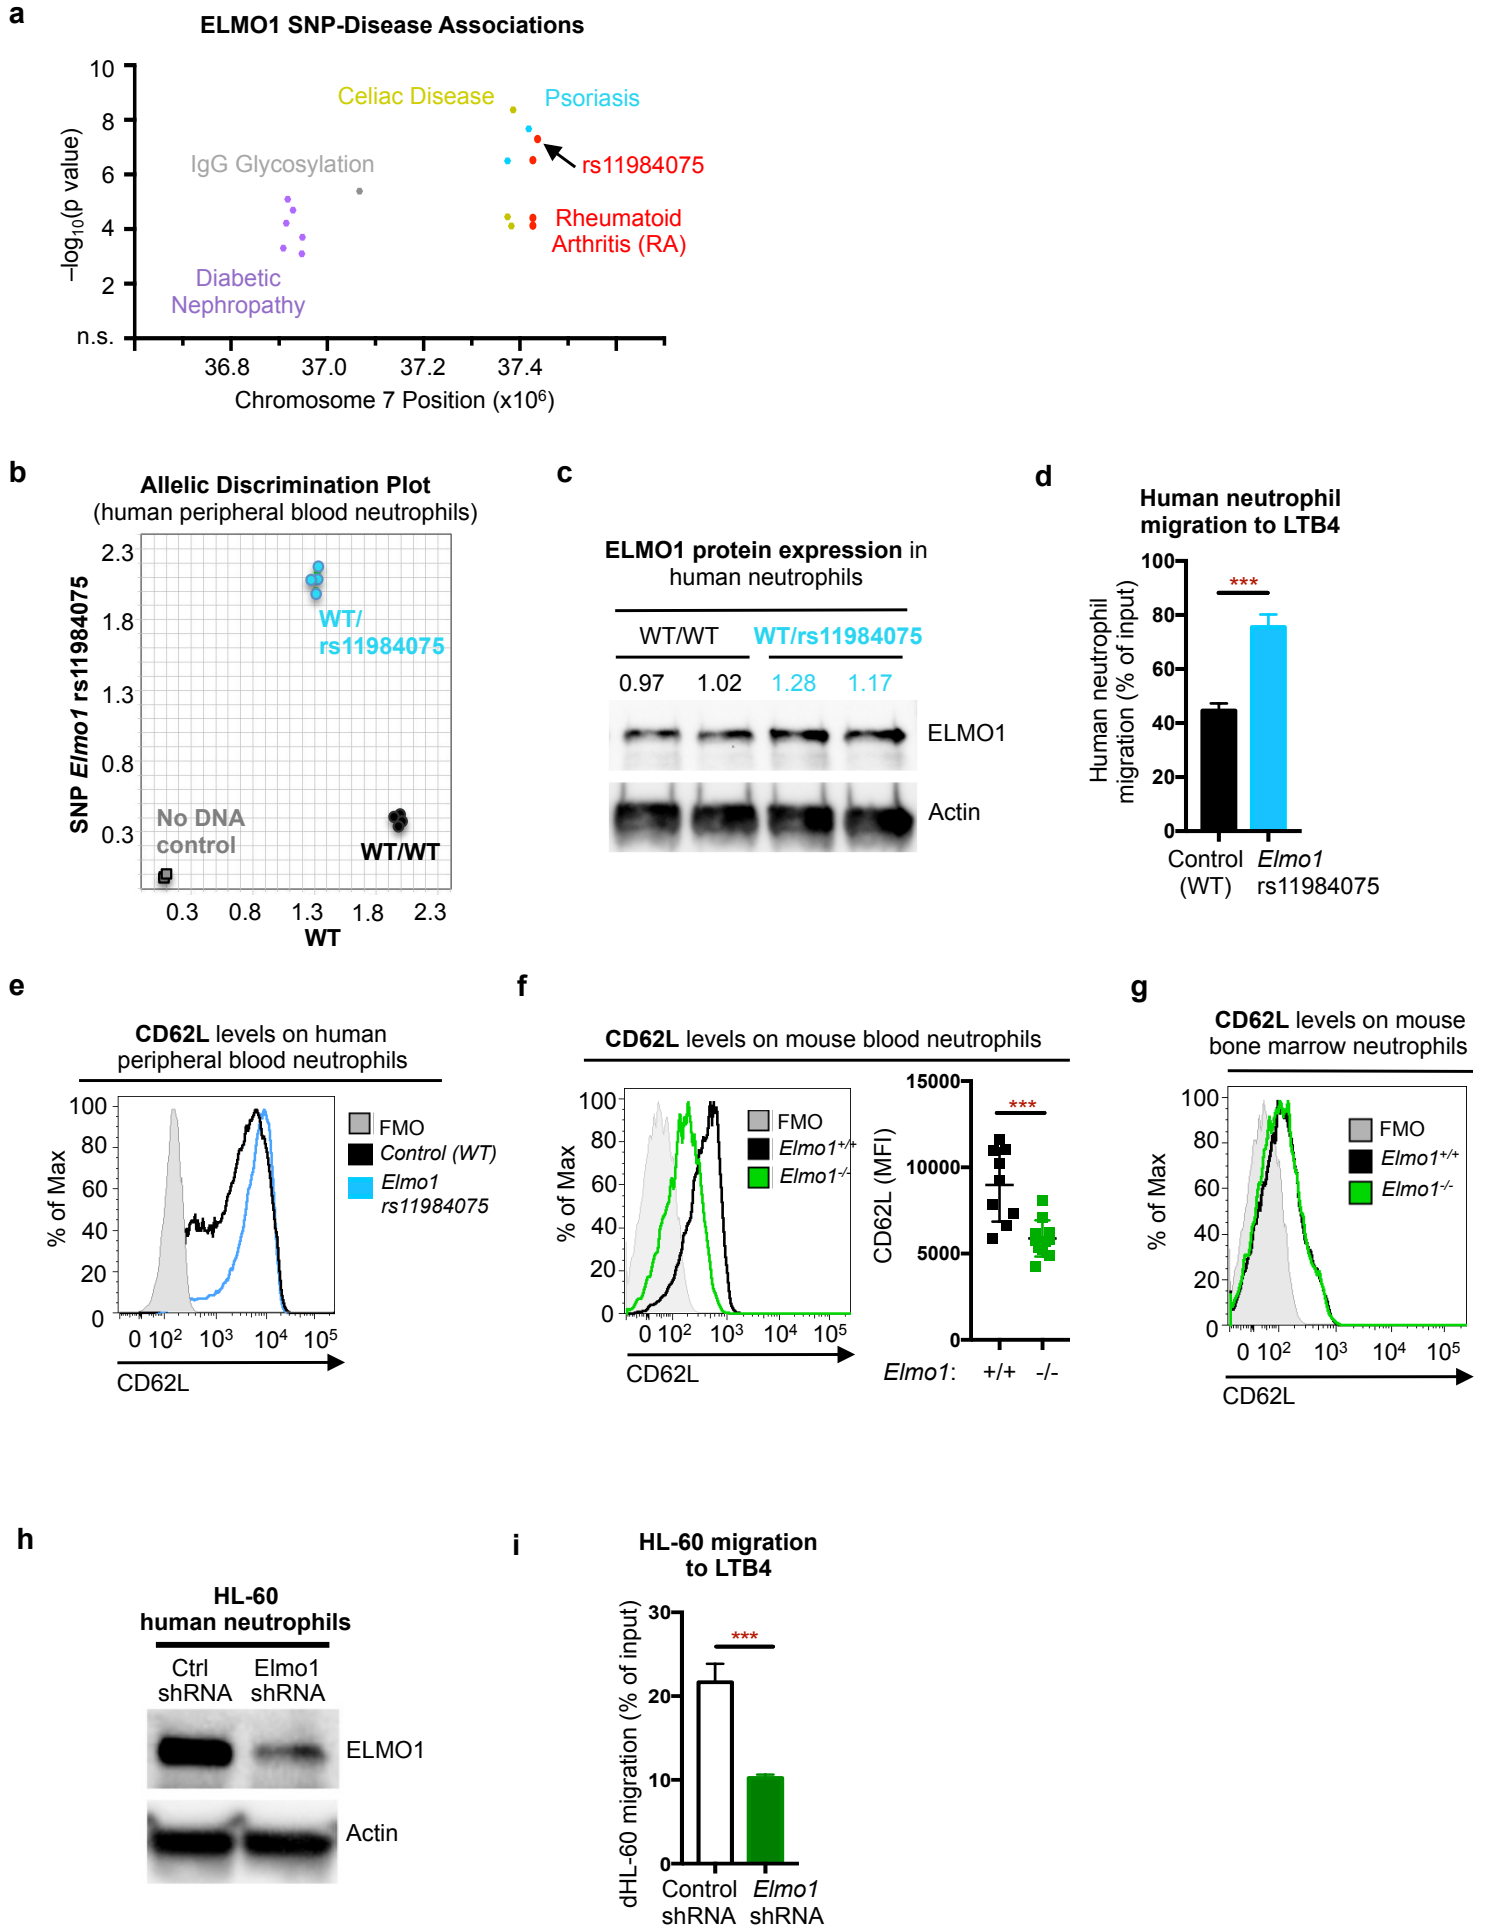 a
ELMO1 SNP-Disease Associations
10
8
6
4
2
n.s.
–log10(p value)
Celiac Disease
Psoriasis
IgG Glycosylation
rs11984075
Rheumatoid
Arthritis (RA)
Diabetic
Nephropathy
36.8 37.0 37.2 37.4
Chromosome 7 Position (x10⁶)
b
Allelic Discrimination Plot
(human peripheral blood neutrophils)
SNP Elmo1 rs11984075
2.3
1.8
1.3
0.8
0.3
WT/
rs11984075
No DNA
control
WT/WT
0.3 0.8 1.3 1.8 2.3
WT
c
ELMO1 protein expression in
human neutrophils
WT/WT WT/rs11984075
0.97 1.02 1.28 1.17
ELMO1
Actin
d
Human neutrophil
migration to LTB4
Human neutrophil
migration (% of input)
100
80
60
40
20
0
***
Control Elmo1
(WT) rs11984075
e
CD62L levels on human
peripheral blood neutrophils
% of Max
100
80
60
40
20
0
FMO
Control (WT)
Elmo1
rs11984075
0 10² 10³ 10⁴ 10⁵
CD62L
f
CD62L levels on mouse blood neutrophils
% of Max
100
80
60
40
20
0
FMO
Elmo1+/+
Elmo1-/-
0 10² 10³ 10⁴ 10⁵
CD62L
CD62L (MFI)
15000
10000
5000
0
***
Elmo1: +/+ -/-
g
CD62L levels on mouse
bone marrow neutrophils
% of Max
100
80
60
40
20
0
FMO
Elmo1+/+
Elmo1-/-
0 10² 10³ 10⁴ 10⁵
CD62L
h
HL-60
human neutrophils
Ctrl Elmo1
shRNA shRNA
ELMO1
Actin
i
HL-60 migration
to LTB4
dHL-60 migration (% of input)
30
20
10
0
***
Control Elmo1
shRNA shRNA